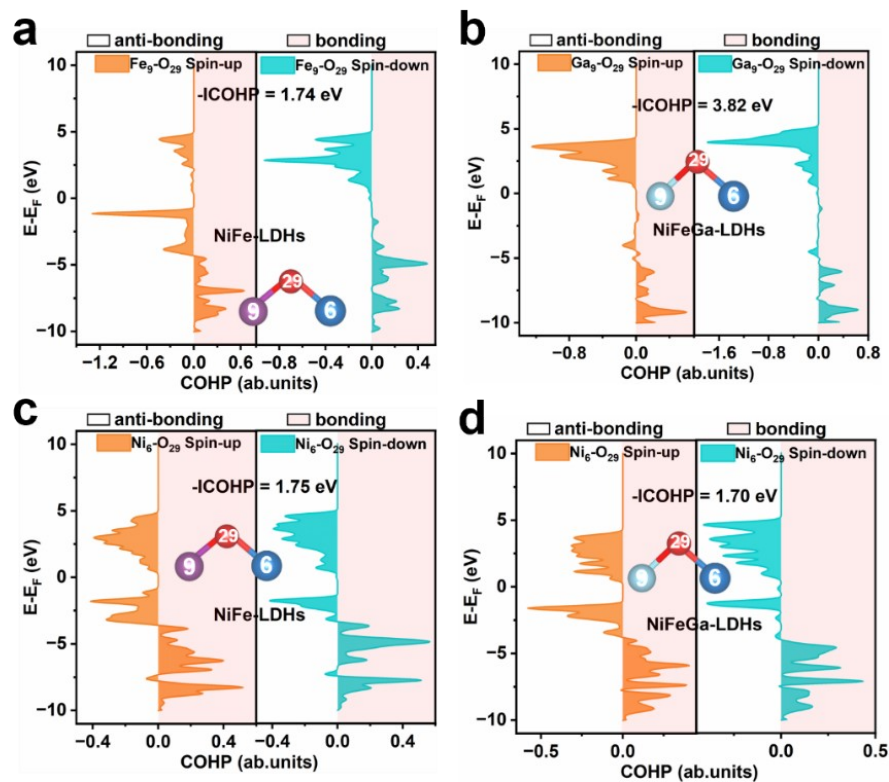 a
anti-bonding bonding
Fe₉-O₂₉ Spin-up Fe₉-O₂₉ Spin-down
-ICOHP = 1.74 eV
10
5
0
−5
−10
E-E_F (eV)
NiFe-LDHs
9 29 6
−1.2 −0.6 0.0 0.6 −0.8 −0.4 0.0 0.4
COHP (ab.units)
b
anti-bonding bonding
Ga₉-O₂₉ Spin-up Ga₉-O₂₉ Spin-down
-ICOHP = 3.82 eV
10
5
0
−5
−10
E-E_F (eV)
9 29 6
NiFeGa-LDHs
−0.8 0.0 −1.6 −0.8 0.0 0.8
COHP (ab.units)
c
anti-bonding bonding
Ni₆-O₂₉ Spin-up Ni₆-O₂₉ Spin-down
-ICOHP = 1.75 eV
10
5
0
−5
−10
E-E_F (eV)
9 29 6
NiFe-LDHs
−0.4 0.0 0.4 −0.4 0.0 0.4
COHP (ab.units)
d
anti-bonding bonding
Ni₆-O₂₉ Spin-up Ni₆-O₂₉ Spin-down
-ICOHP = 1.70 eV
10
5
0
−5
−10
E-E_F (eV)
9 29 6
NiFeGa-LDHs
−0.5 0.0 0.0 0.5
COHP (ab.units)